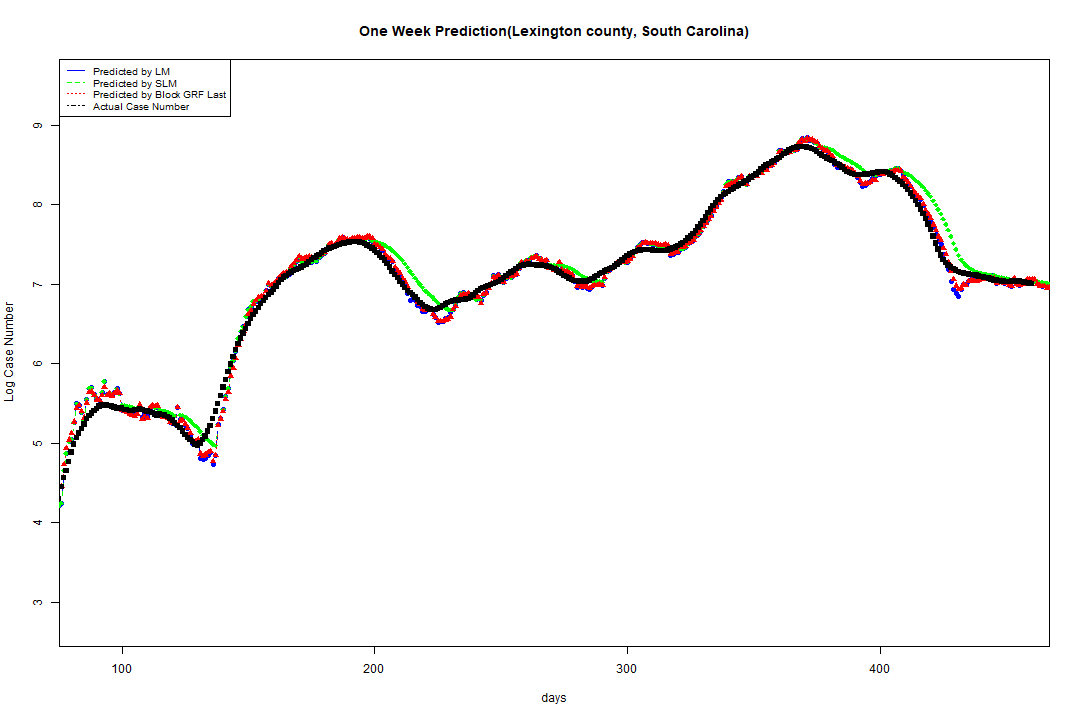 One Week Prediction(Lexington county, South Carolina)
Predicted by LM
Predicted by SLM
Predicted by Block GRF Last
Actual Case Number
9
8
7
6
5
4
3
Log Case Number
100 200 300 400
days